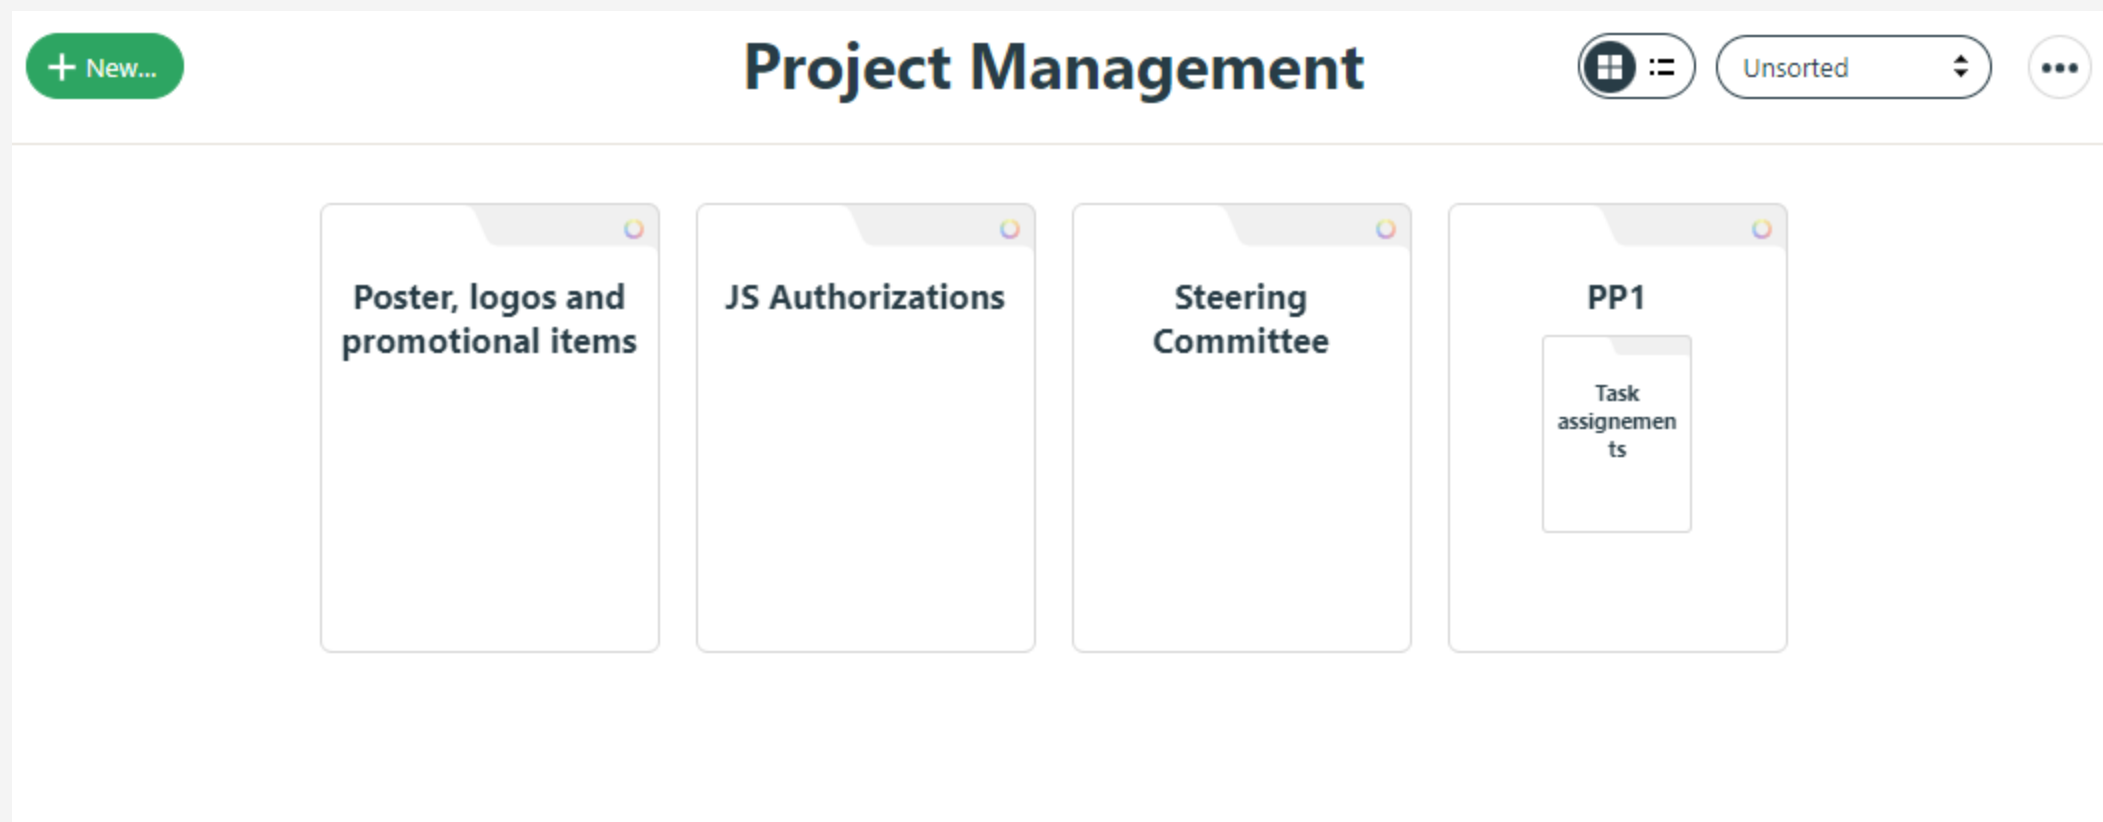 New...
Project Management
Unsorted
Poster, logos and
promotional items
JS Authorizations
Steering
Committee
PP1
Task
assignemen
ts